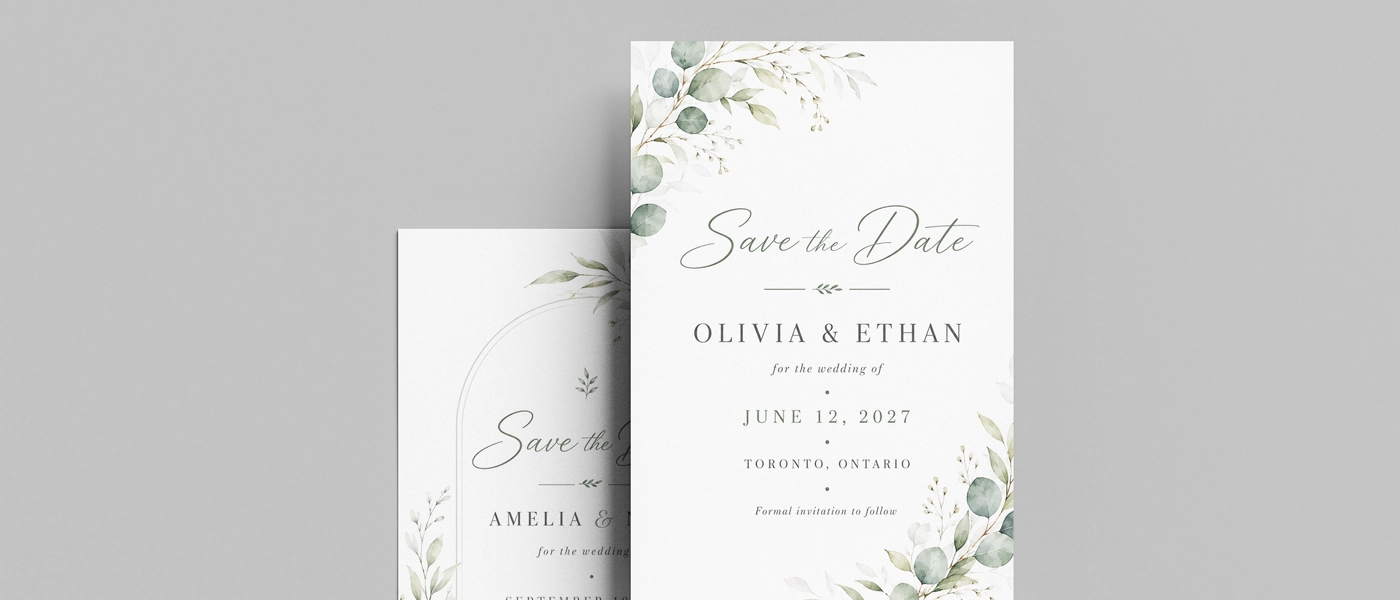 Save the Date
OLIVIA & ETHAN
for the wedding of
JUNE 12, 2027
TORONTO, ONTARIO
Formal invitation to follow
Save the
AMELIA &
for the wedding